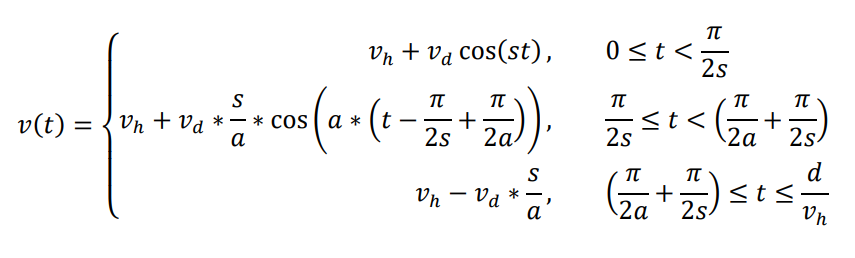 v_h + v_d cos(st), 0 ≤ t < π/2s
v(t) = { v_h + v_d * s/a * cos(a * (t − π/2s + π/2a)), π/2s ≤ t < (π/2a + π/2s)
v_h − v_d * s/a, (π/2a + π/2s) ≤ t ≤ d/v_h